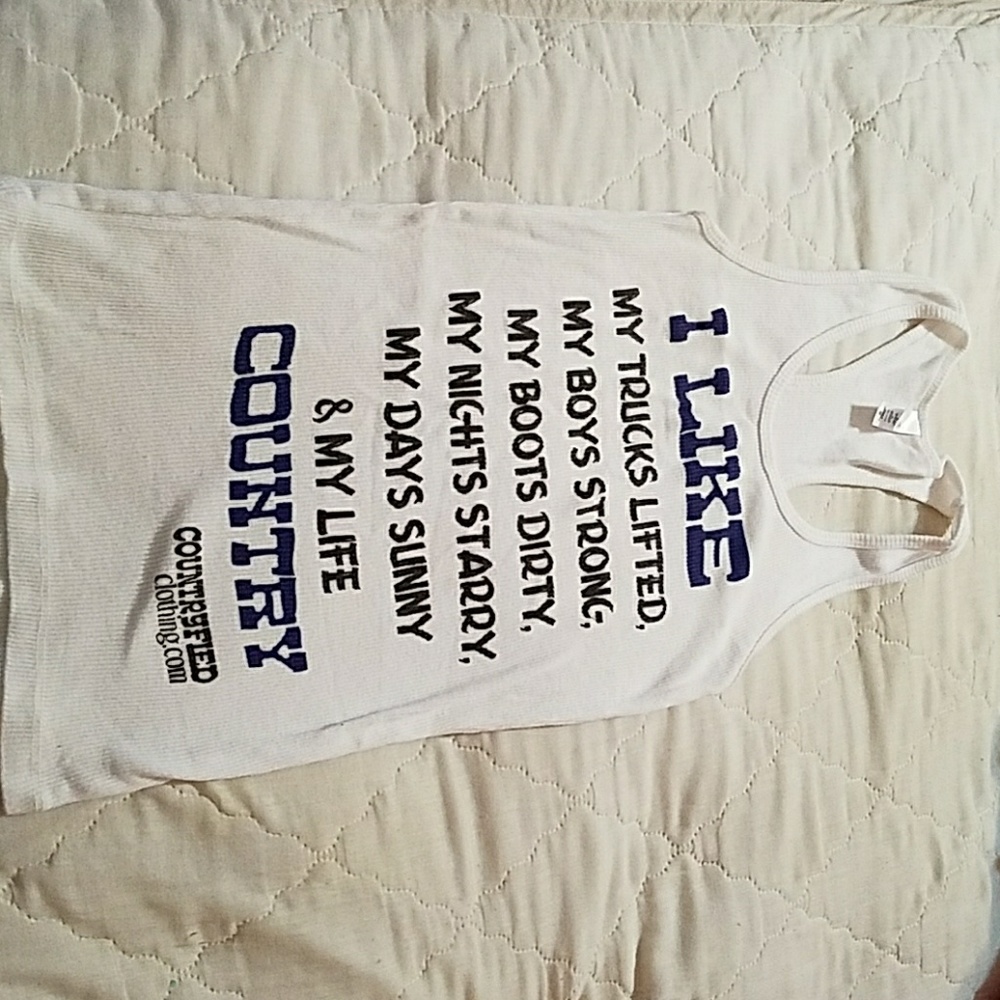 I LIKE
MY TRUCKS LIFTED,
MY BOYS STRONG,
MY BOOTS DIRTY,
MY NIGHTS STARRY,
MY DAYS SUNNY
& MY LIFE
COUNTRY
COUNTRYFIED
clothing.com